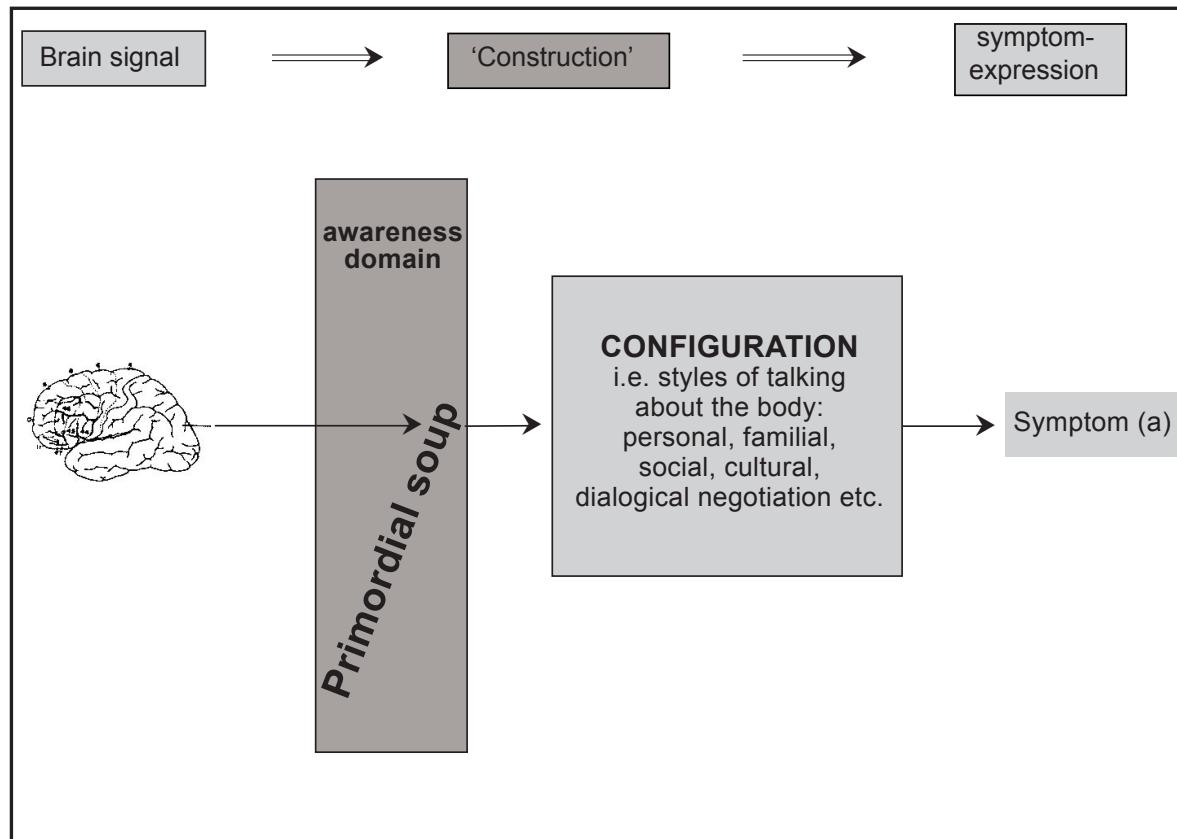 Brain signal
‘Construction’
symptom-
expression
awareness
domain
Primordial soup
CONFIGURATION
i.e. styles of talking
about the body:
personal, familial,
social, cultural,
dialogical negotiation etc.
Symptom (a)